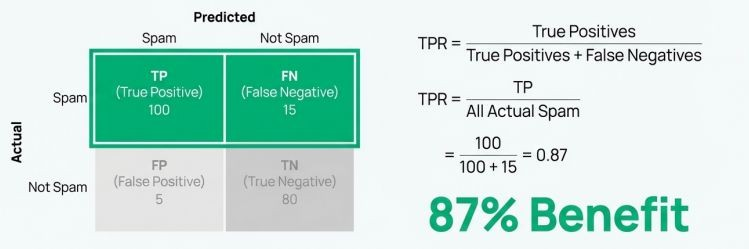 Predicted
Spam Not Spam
Actual
Spam
TP
(True Positive)
100
FN
(False Negative)
15
Not Spam
FP
(False Positive)
5
TN
(True Negative)
80
TPR = True Positives / True Positives + False Negatives
TPR = TP / All Actual Spam
= 100 / 100 + 15 = 0.87
87% Benefit